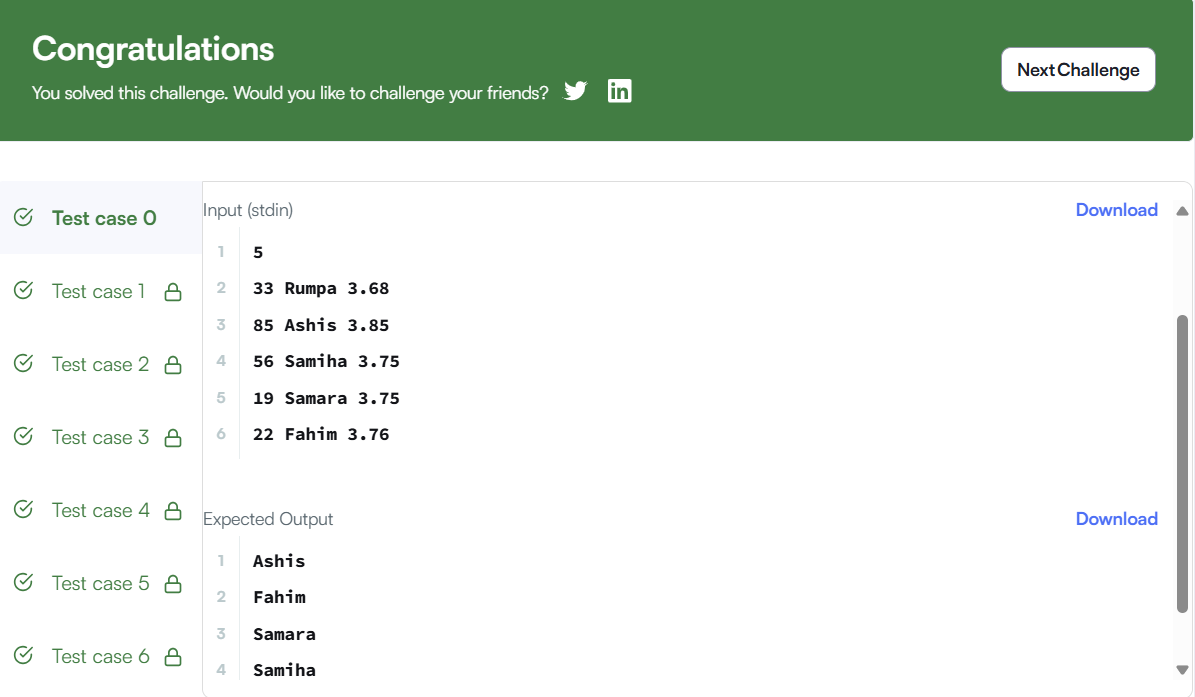 Congratulations
You solved this challenge. Would you like to challenge your friends?
Next Challenge
Test case 0
Test case 1
Test case 2
Test case 3
Test case 4
Test case 5
Test case 6
Input (stdin)
Download
1 5
2 33 Rumpa 3.68
3 85 Ashis 3.85
4 56 Samiha 3.75
5 19 Samara 3.75
6 22 Fahim 3.76
Expected Output
Download
1 Ashis
2 Fahim
3 Samara
4 Samiha